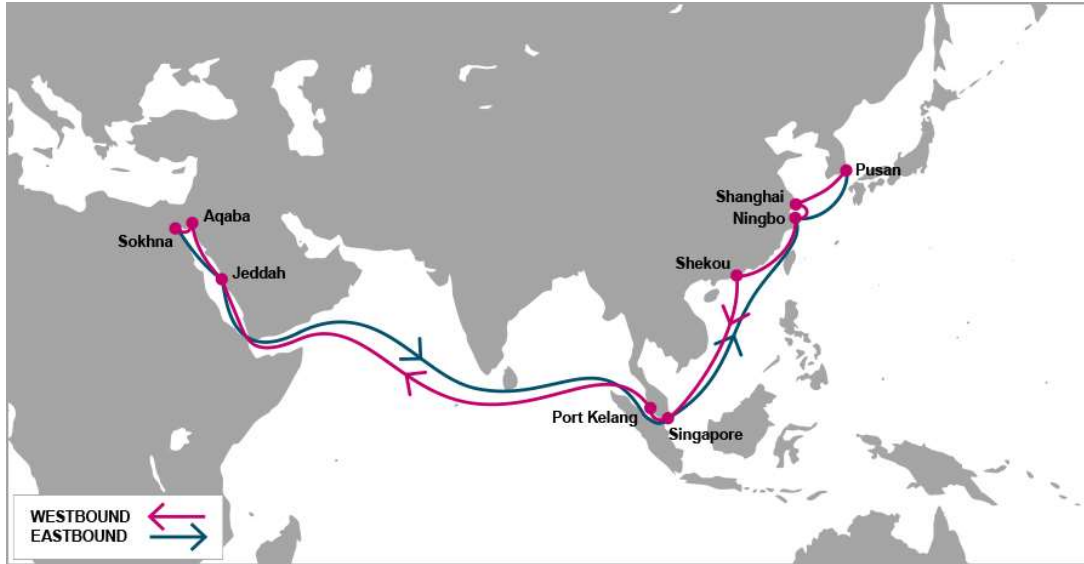 Pusan
Shanghai
Ningbo
Aqaba
Sokhna
Jeddah
Shekou
Port Kelang
Singapore
WESTBOUND
EASTBOUND